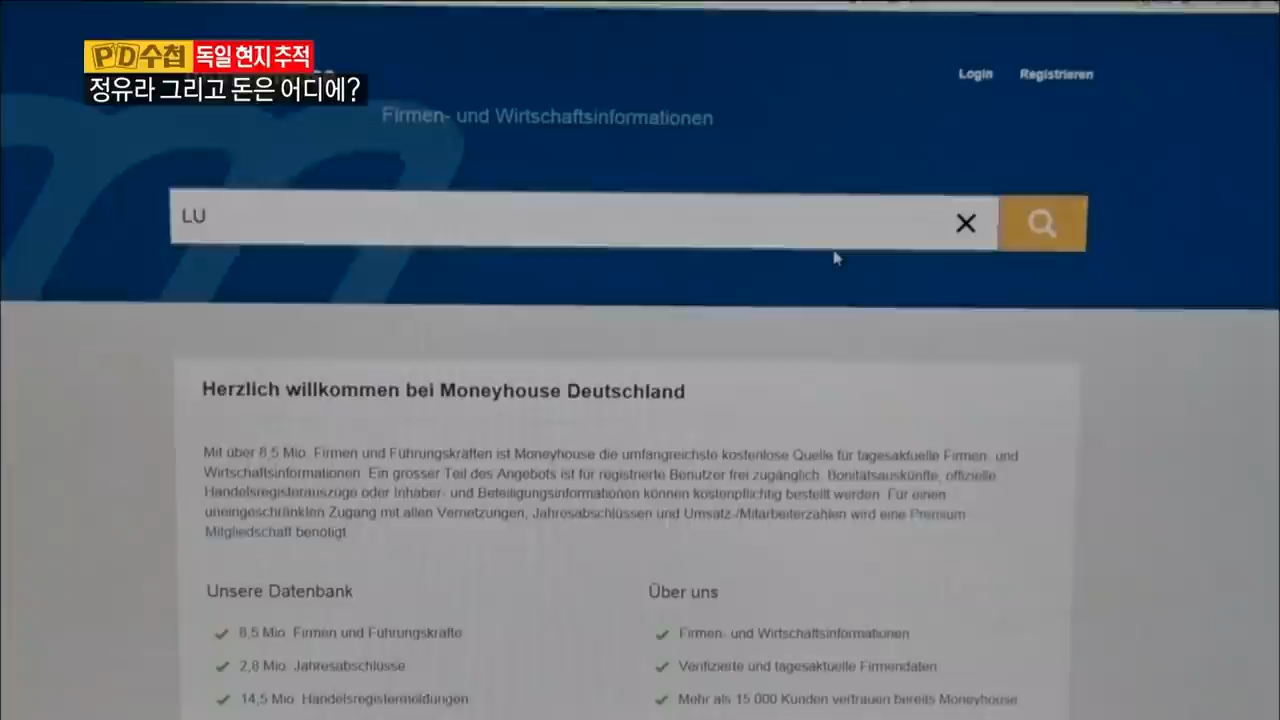 PD수첩 독일 현지 추적
정유라 그리고 돈은 어디에?
Login Registrieren
Firmen- und Wirtschaftsinformationen
LU
Herzlich willkommen bei Moneyhouse Deutschland
Mit über 8,5 Mio. Firmen und Führungskräften ist Moneyhouse die umfangreichste kostenlose Quelle für tagesaktuelle Firmen- und
Wirtschaftsinformationen. Ein grosser Teil des Angebots ist für registrierte Benutzer frei zugänglich. Bonitätsauskünfte, offizielle
Handelsregisterauszüge oder Inhaber- und Beteiligungsinformationen können kostenpflichtig bestellt werden. Für einen
uneingeschränkten Zugang mit allen Vernetzungen, Jahresabschlüssen und Umsatz-/Mitarbeiterzahlen wird eine Premium
Mitgliedschaft benötigt
Unsere Datenbank
8,5 Mio. Firmen und Führungskräfte
2,8 Mio. Jahresabschlüsse
14,5 Mio. Handelsregistermeldungen
Über uns
Firmen- und Wirtschaftsinformationen
Verifizierte und tagesaktuelle Firmendaten
Mehr als 15 000 Kunden vertrauen bereits Moneyhouse